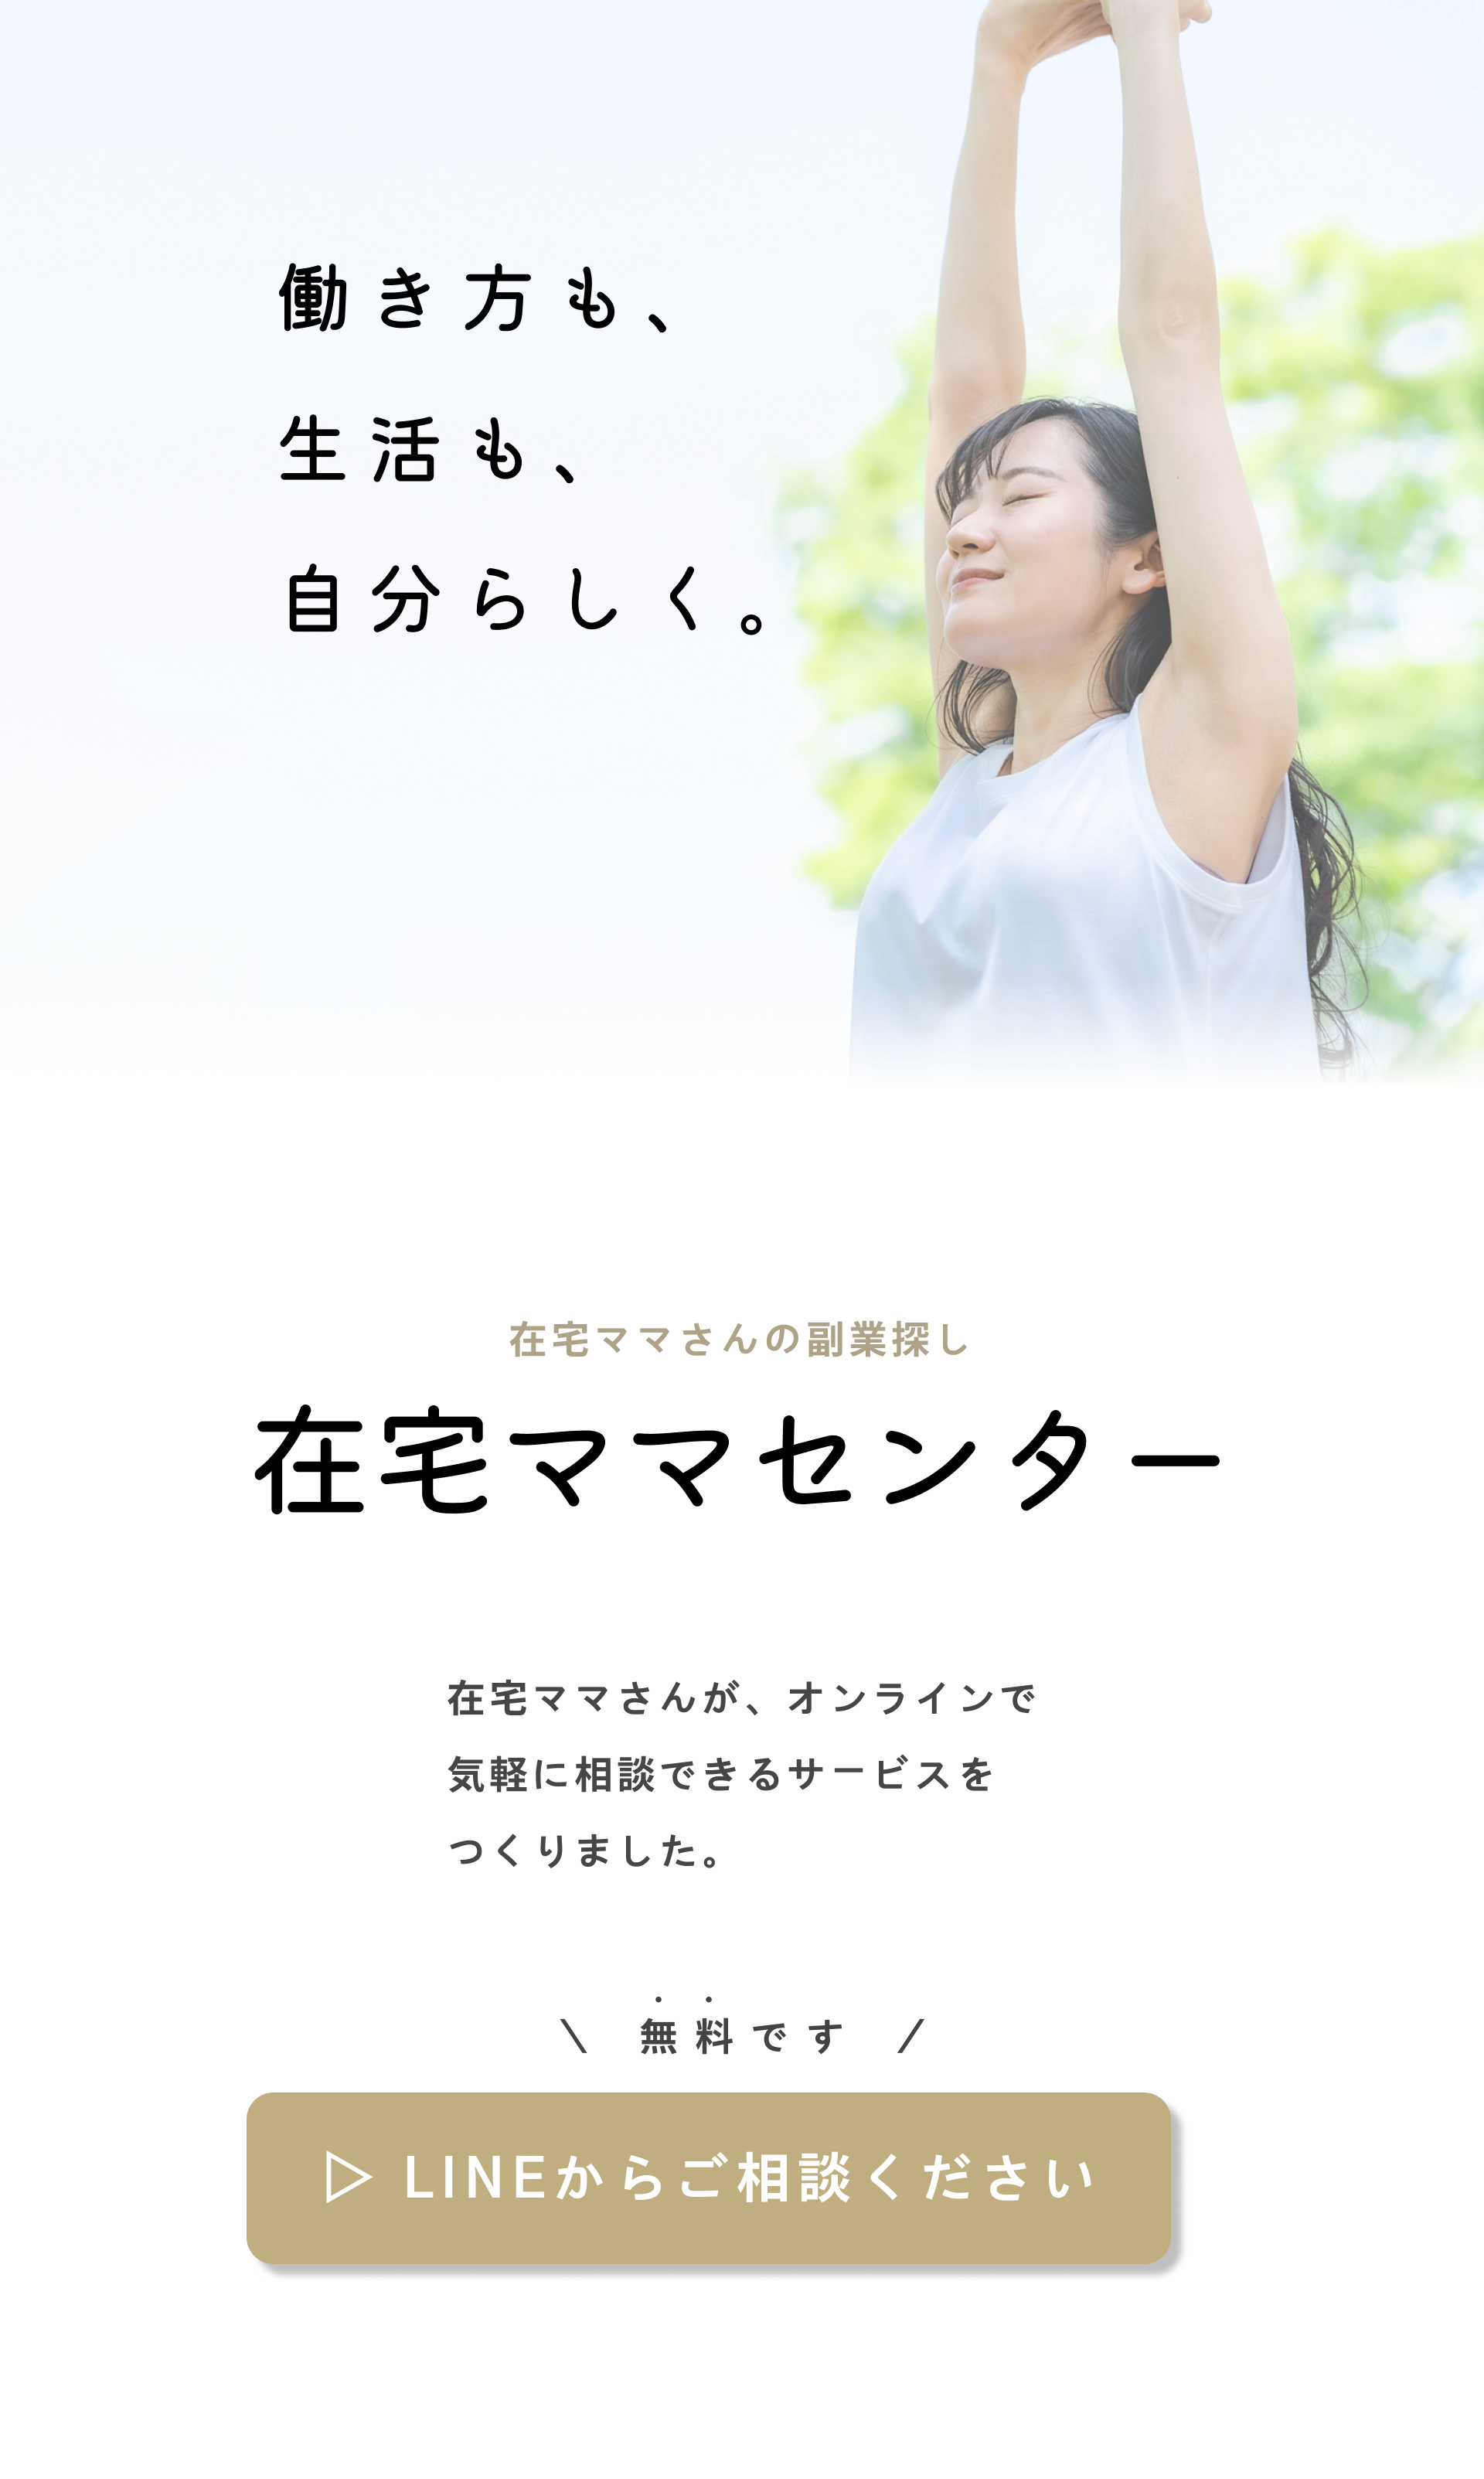 働き方も、
生活も、
自分らしく。
在宅ママさんの副業探し
在宅ママセンター
在宅ママさんが、オンラインで
気軽に相談できるサービスを
つくりました。
\ 無料です /
▷ LINEからご相談ください